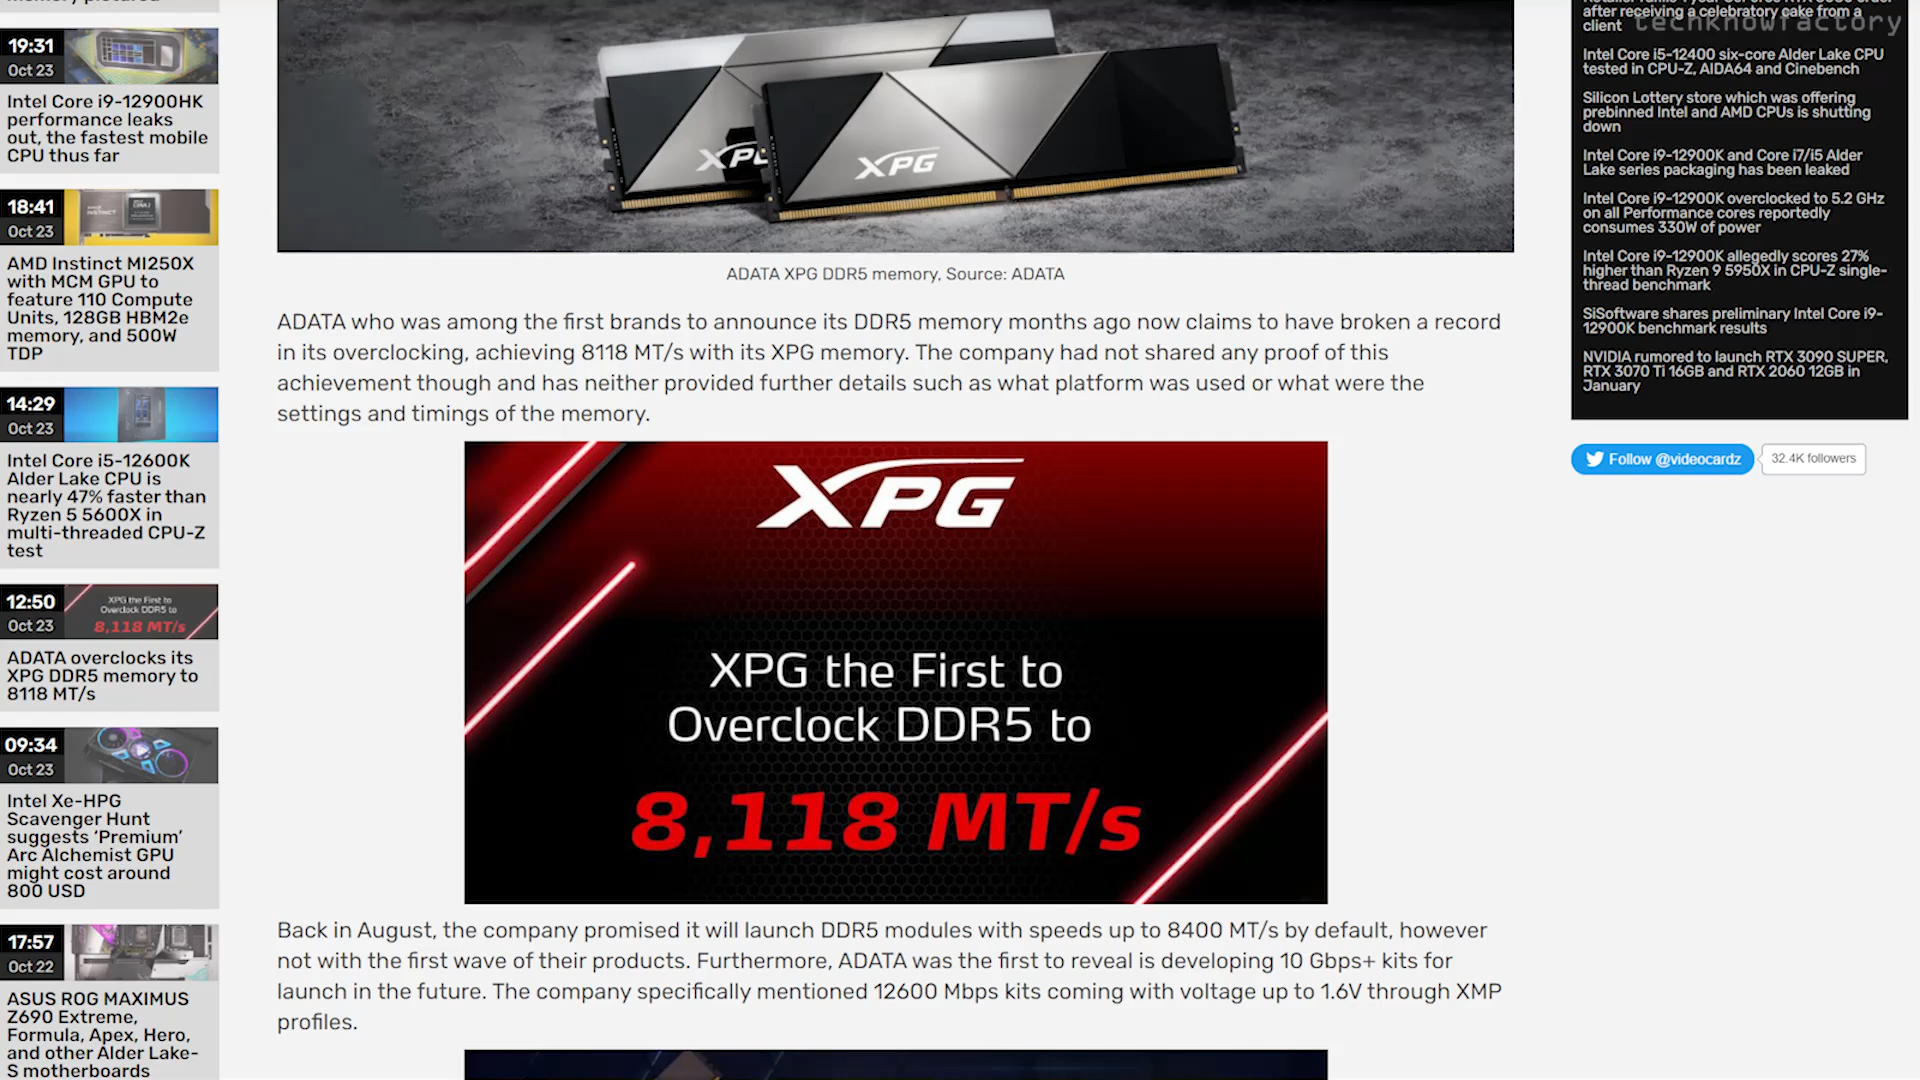 19:31
Oct 23
Intel Core i9-12900HK
performance leaks
out, the fastest mobile
CPU thus far
18:41
Oct 23
AMD Instinct MI250X
with MCM GPU to
feature 110 Compute
Units, 128GB HBM2e
memory, and 500W
TDP
14:29
Oct 23
Intel Core i5-12600K
Alder Lake CPU is
nearly 47% faster than
Ryzen 5 5600X in
multi-threaded CPU-Z
test
12:50
Oct 23
XPG the First to
Overclock DDR5 to
8,118 MT/s
ADATA overclocks its
XPG DDR5 memory to
8118 MT/s
09:34
Oct 23
Intel Xe-HPG
Scavenger Hunt
suggests ‘Premium’
Arc Alchemist GPU
might cost around
800 USD
17:57
Oct 22
ASUS ROG MAXIMUS
Z690 Extreme,
Formula, Apex, Hero,
and other Alder Lake-
S motherboards
XPG
XPG
ADATA XPG DDR5 memory, Source: ADATA
ADATA who was among the first brands to announce its DDR5 memory months ago now claims to have broken a record
in its overclocking, achieving 8118 MT/s with its XPG memory. The company had not shared any proof of this
achievement though and has neither provided further details such as what platform was used or what were the
settings and timings of the memory.
XPG
XPG the First to
Overclock DDR5 to
8,118 MT/s
Back in August, the company promised it will launch DDR5 modules with speeds up to 8400 MT/s by default, however
not with the first wave of their products. Furthermore, ADATA was the first to reveal is developing 10 Gbps+ kits for
launch in the future. The company specifically mentioned 12600 Mbps kits coming with voltage up to 1.6V through XMP
profiles.
techknowfactory
after receiving a celebratory cake from a
client
Intel Core i5-12400 six-core Alder Lake CPU
tested in CPU-Z, AIDA64 and Cinebench
Silicon Lottery store which was offering
prebinned Intel and AMD CPUs is shutting
down
Intel Core i9-12900K and Core i7/i5 Alder
Lake series packaging has been leaked
Intel Core i9-12900K overclocked to 5.2 GHz
on all Performance cores reportedly
consumes 330W of power
Intel Core i9-12900K allegedly scores 27%
higher than Ryzen 9 5950X in CPU-Z single-
thread benchmark
SiSoftware shares preliminary Intel Core i9-
12900K benchmark results
NVIDIA rumored to launch RTX 3090 SUPER,
RTX 3070 Ti 16GB and RTX 2060 12GB in
January
Follow @videocardz
32.4K followers